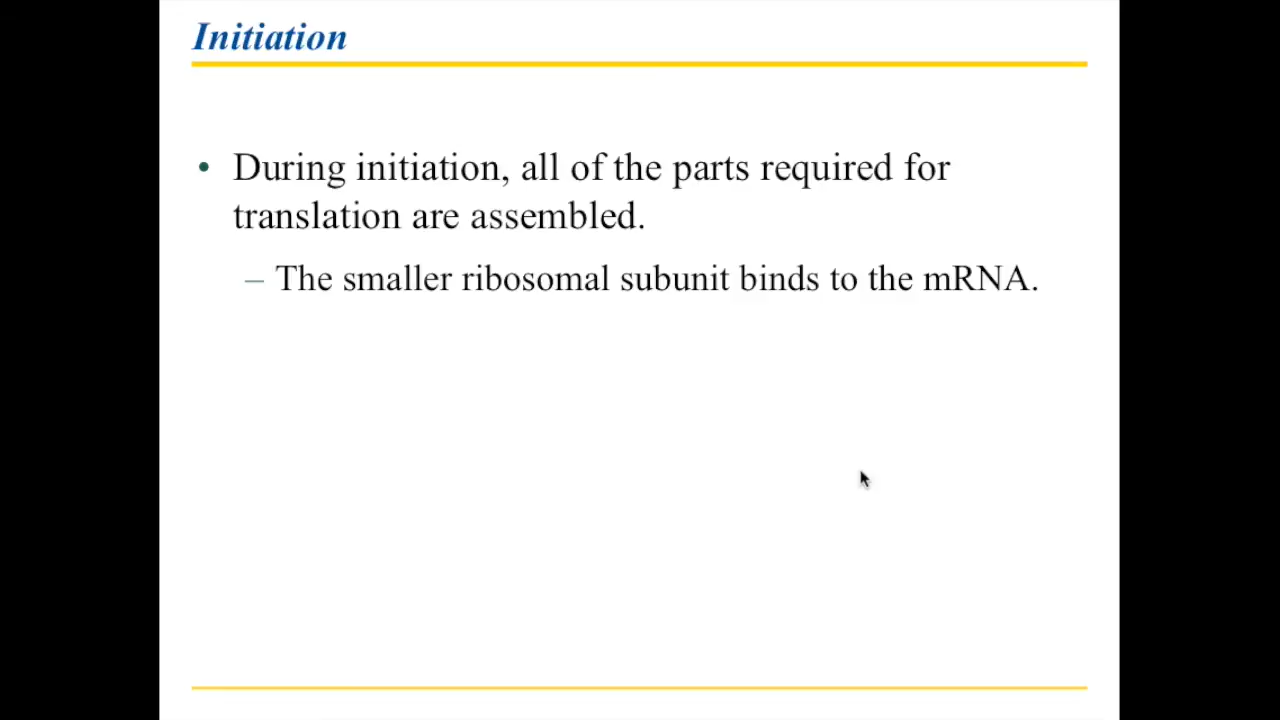 Initiation
• During initiation, all of the parts required for
translation are assembled.
– The smaller ribosomal subunit binds to the mRNA.